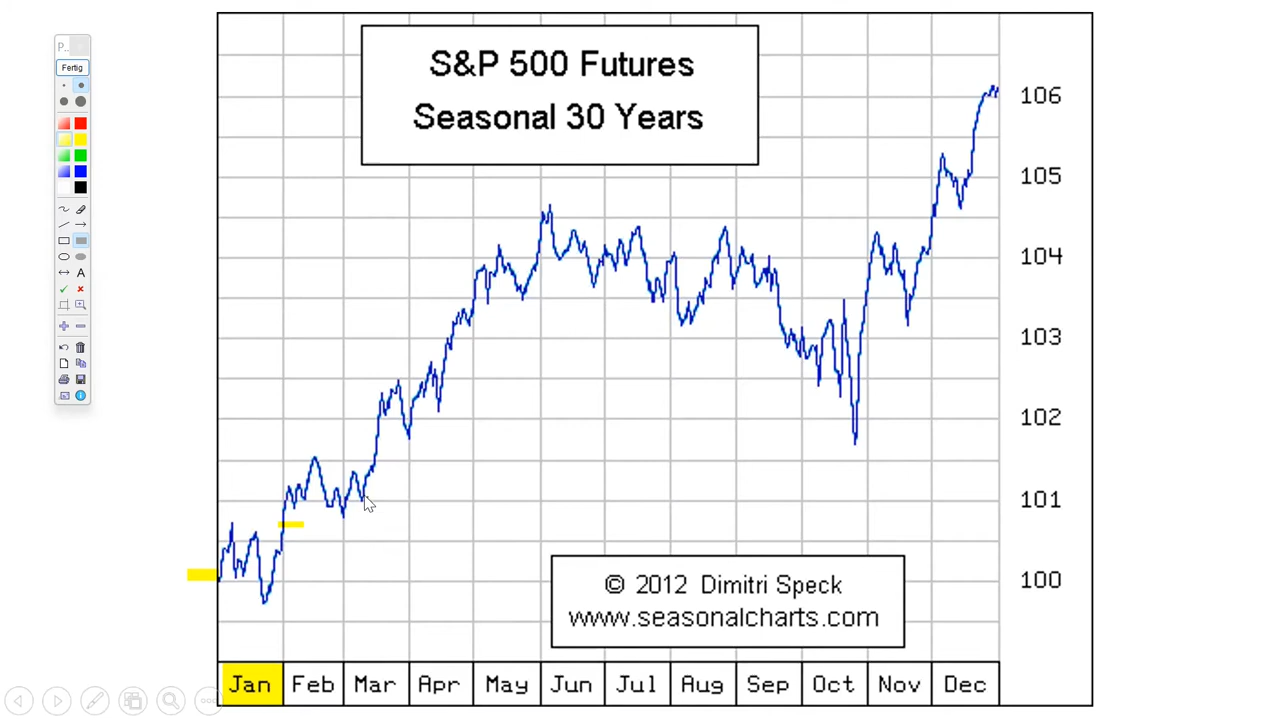 P..
Fertig
A
S&P 500 Futures
Seasonal 30 Years
106
105
104
103
102
101
100
© 2012 Dimitri Speck
www.seasonalcharts.com
Jan Feb Mar Apr May Jun Jul Aug Sep Oct Nov Dec